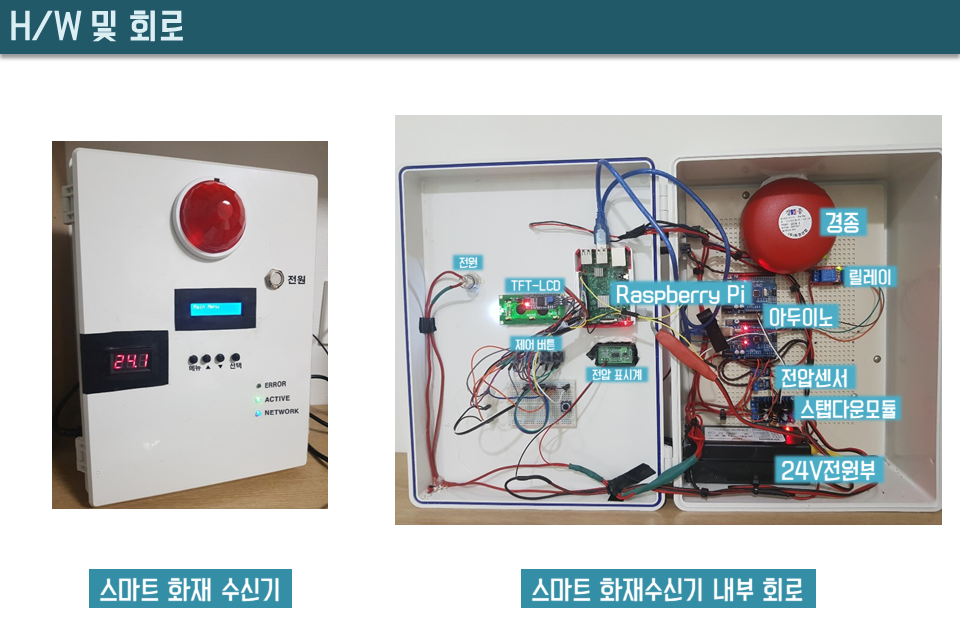 H/W 및 회로
전원
Main Menu
24.1
메뉴 ▲ ▼ 선택
ERROR
ACTIVE
NETWORK
경종
전원
릴레이
TFT-LCD
Raspberry Pi
아두이노
제어 버튼
전압 표시계
전압센서
스탭다운모듈
24V전원부
스마트 화재 수신기
스마트 화재수신기 내부 회로